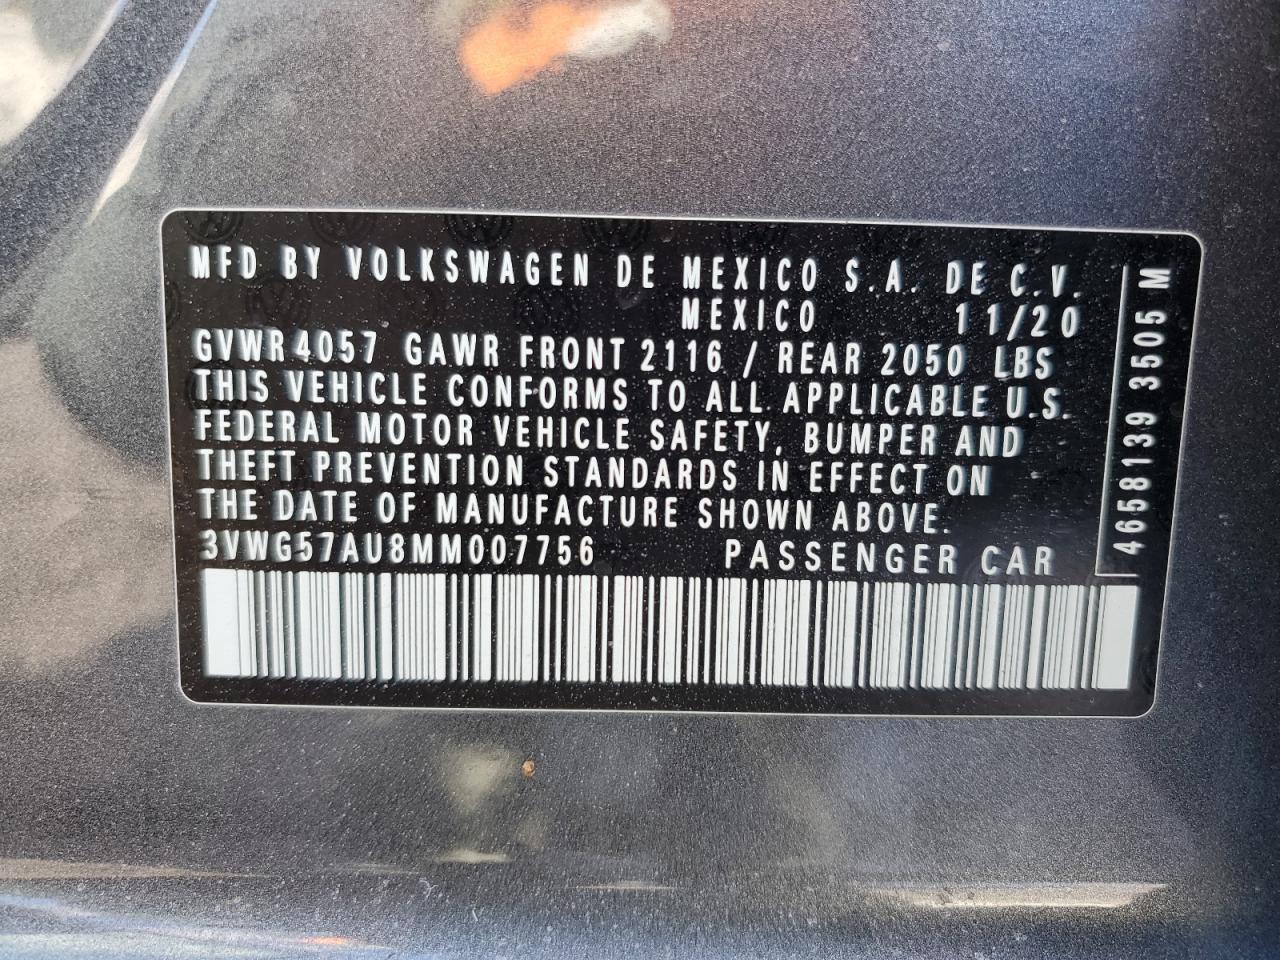 MFD BY VOLKSWAGEN DE MEXICO S.A. DE C.V.
MEXICO 11/20
GVWR 4057 GAWR FRONT 2116 / REAR 2050 LBS
THIS VEHICLE CONFORMS TO ALL APPLICABLE U.S.
FEDERAL MOTOR VEHICLE SAFETY, BUMPER AND
THEFT PREVENTION STANDARDS IN EFFECT ON
THE DATE OF MANUFACTURE SHOWN ABOVE.
3VWG57AU8MM007756 PASSENGER CAR
4658139 3505 M